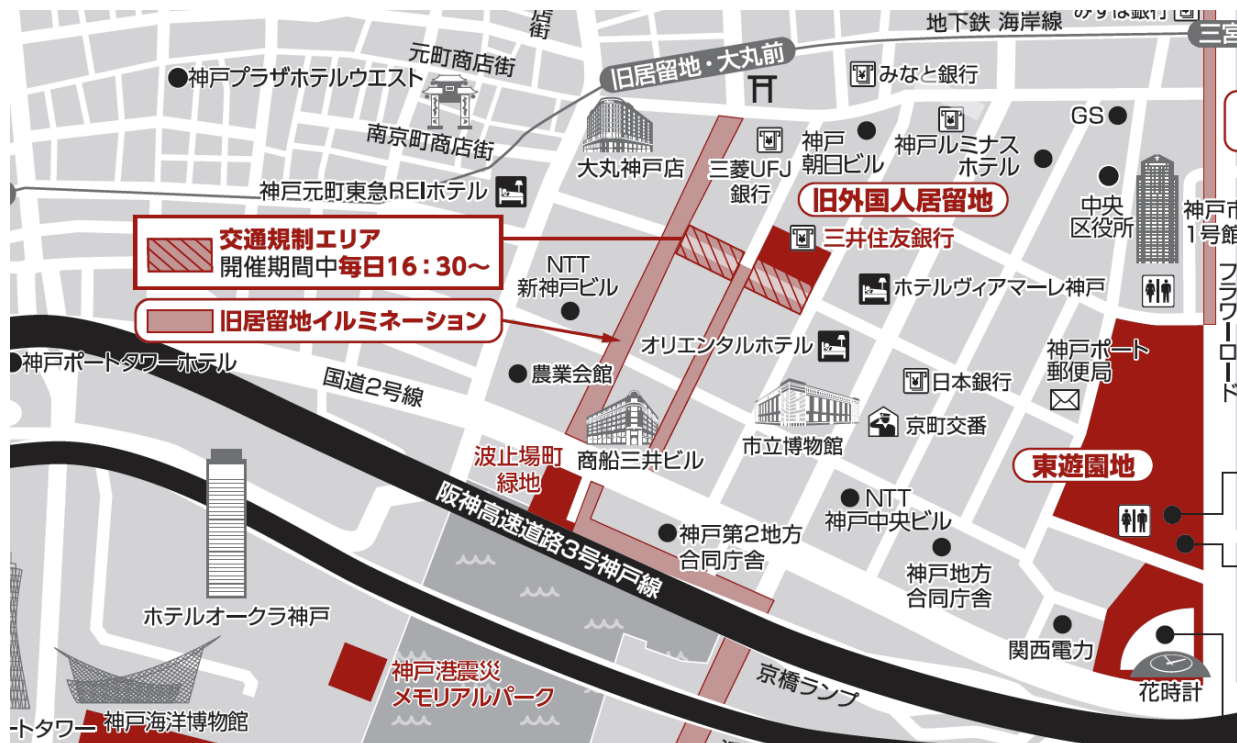 店街
地下鉄 海岸線
みずほ銀行
三宮
元町商店街
旧居留地・大丸前
神戸プラザホテルウエスト
みなと銀行
南京町商店街
大丸神戸店
三菱UFJ
銀行
神戸
朝日ビル
神戸ルミナス
ホテル
GS
中央
区役所
神戸市
1号館
神戸元町東急REIホテル
旧外国人居留地
交通規制エリア
開催期間中毎日16：30〜
三井住友銀行
NTT
新神戸ビル
ホテルヴィアマーレ神戸
フラワーロード
旧居留地イルミネーション
オリエンタルホテル
神戸ポート
郵便局
神戸ポートタワーホテル
国道2号線
農業会館
日本銀行
京町交番
商船三井ビル
市立博物館
波止場町
緑地
東遊園地
阪神高速道路3号神戸線
NTT
神戸中央ビル
神戸第2地方
合同庁舎
神戸地方
合同庁舎
ホテルオークラ神戸
関西電力
神戸港震災
メモリアルパーク
京橋ランプ
花時計
ートタワー
神戸海洋博物館